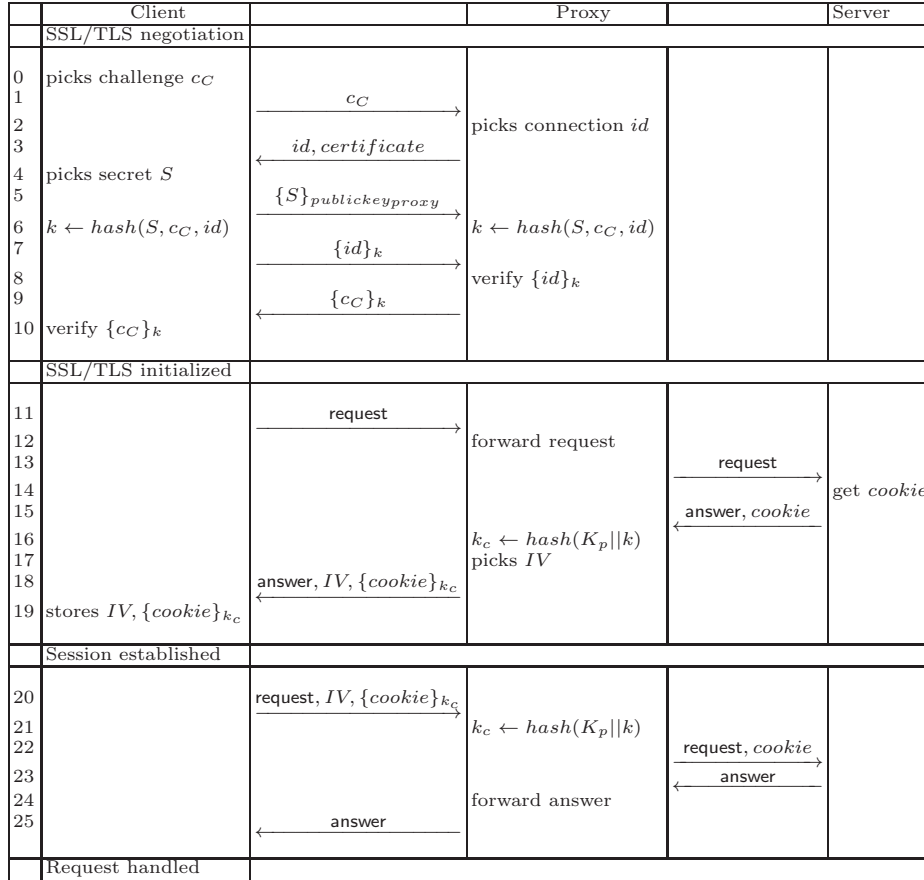 Client Proxy Server
SSL/TLS negotiation
0 picks challenge c_C
1 c_C
2 picks connection id
3 id, certificate
4 picks secret S
5 {S}_{publickey_{proxy}}
6 k ← hash(S, c_C, id) k ← hash(S, c_C, id)
7 {id}_k
8 verify {id}_k
9 {c_C}_k
10 verify {c_C}_k
SSL/TLS initialized
11 request
12 forward request
13 request
14 get cookie
15 answer, cookie
16 k_c ← hash(K_p||k)
17 picks IV
18 answer, IV, {cookie}_{k_c}
19 stores IV, {cookie}_{k_c}
Session established
20 request, IV, {cookie}_{k_c}
21 k_c ← hash(K_p||k)
22 request, cookie
23 answer
24 forward answer
25 answer
Request handled